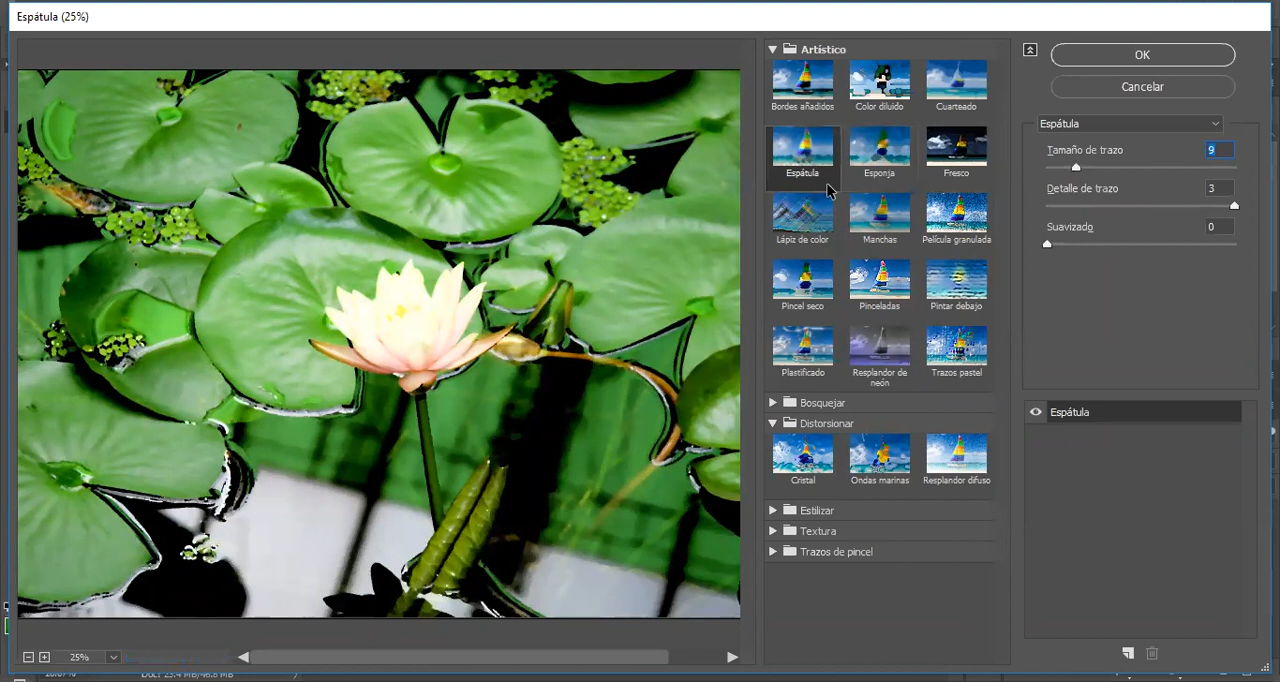 Espátula (25%)
Artístico
Bordes añadidos
Color diluido
Cuarteado
Espátula
Esponja
Fresco
Lápiz de color
Manchas
Película granulada
Pincel seco
Pinceladas
Pintar debajo
Plastificado
Resplandor de
neón
Trazos pastel
Bosquejar
Distorsionar
Cristal
Ondas marinas
Resplandor difuso
Estilizar
Textura
Trazos de pincel
OK
Cancelar
Espátula
Tamaño de trazo 9
Detalle de trazo 3
Suavizado 0
Espátula
25%